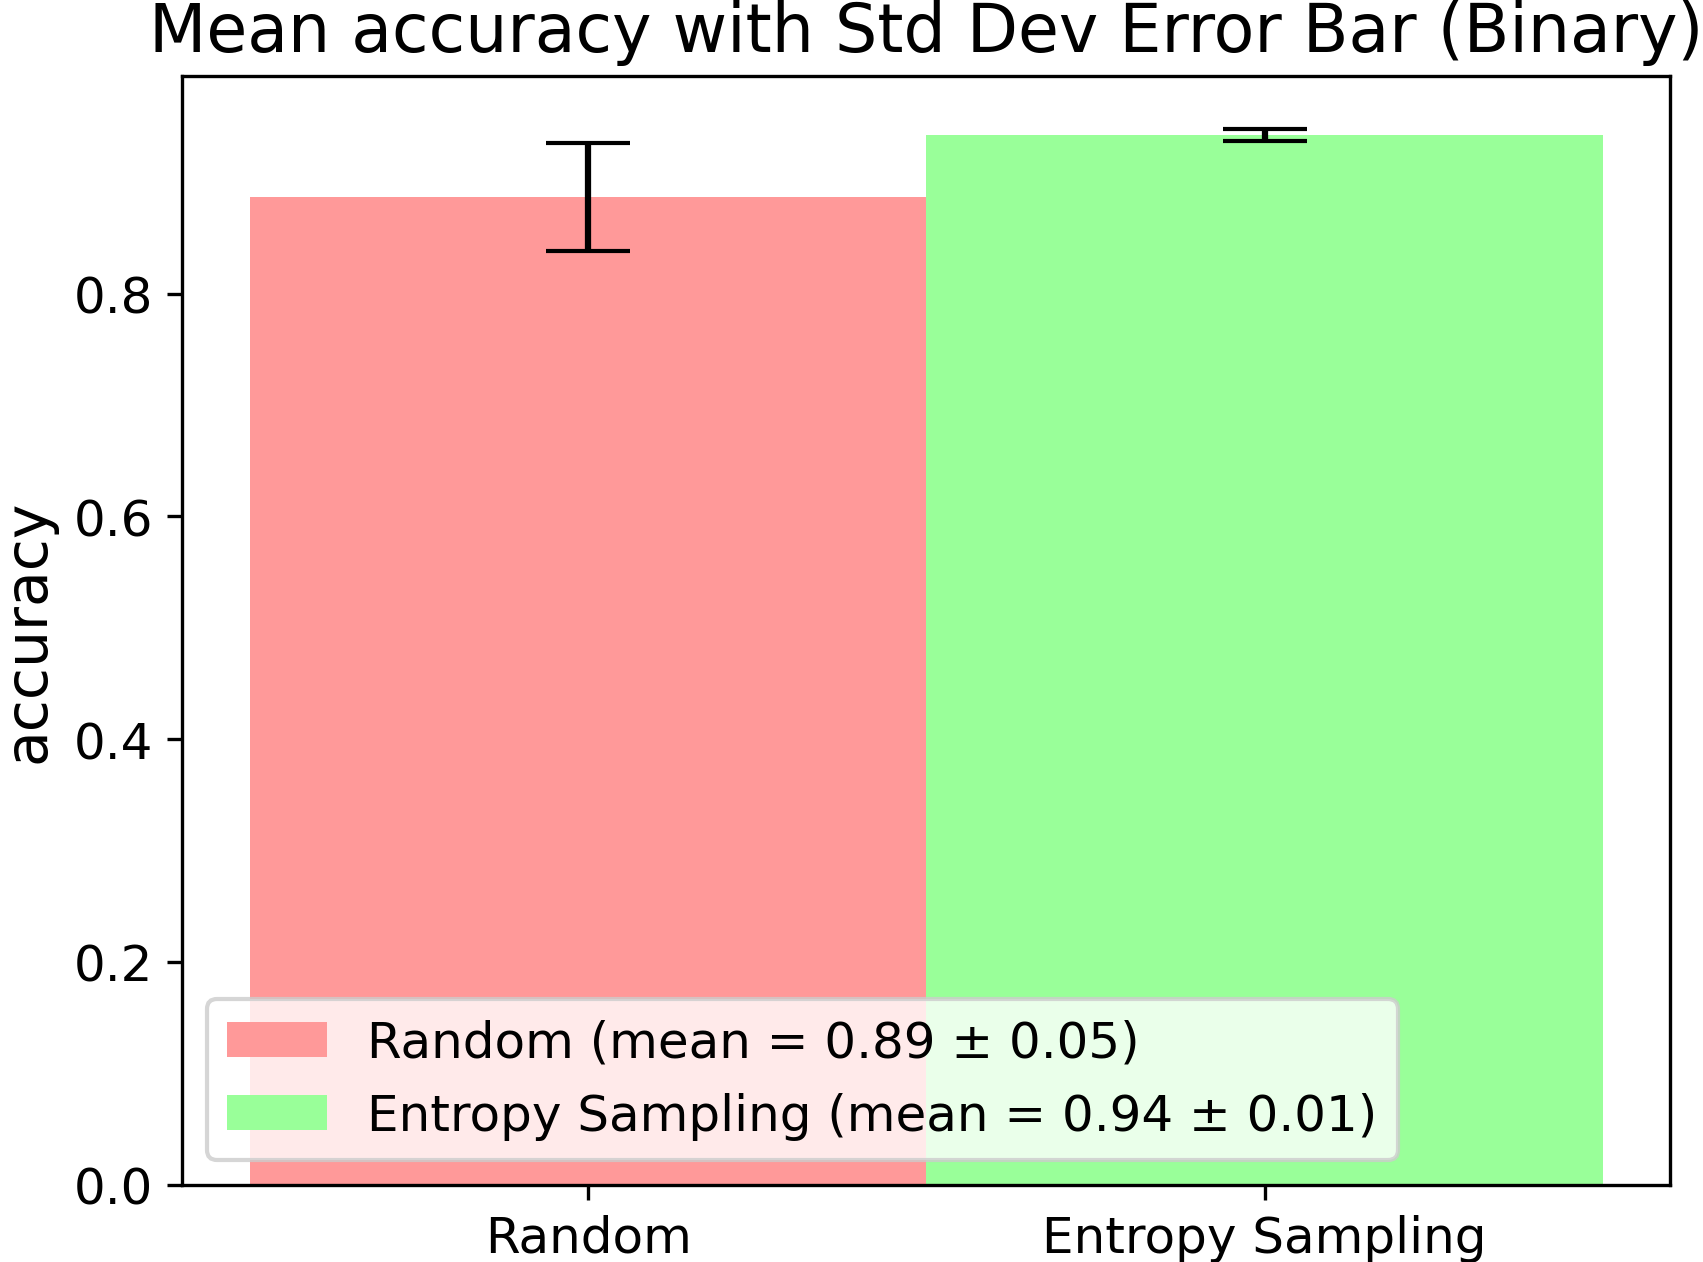 Mean accuracy with Std Dev Error Bar (Binary)
accuracy
0.8
0.6
0.4
0.2
0.0
Random (mean = 0.89 ± 0.05)
Entropy Sampling (mean = 0.94 ± 0.01)
Random
Entropy Sampling